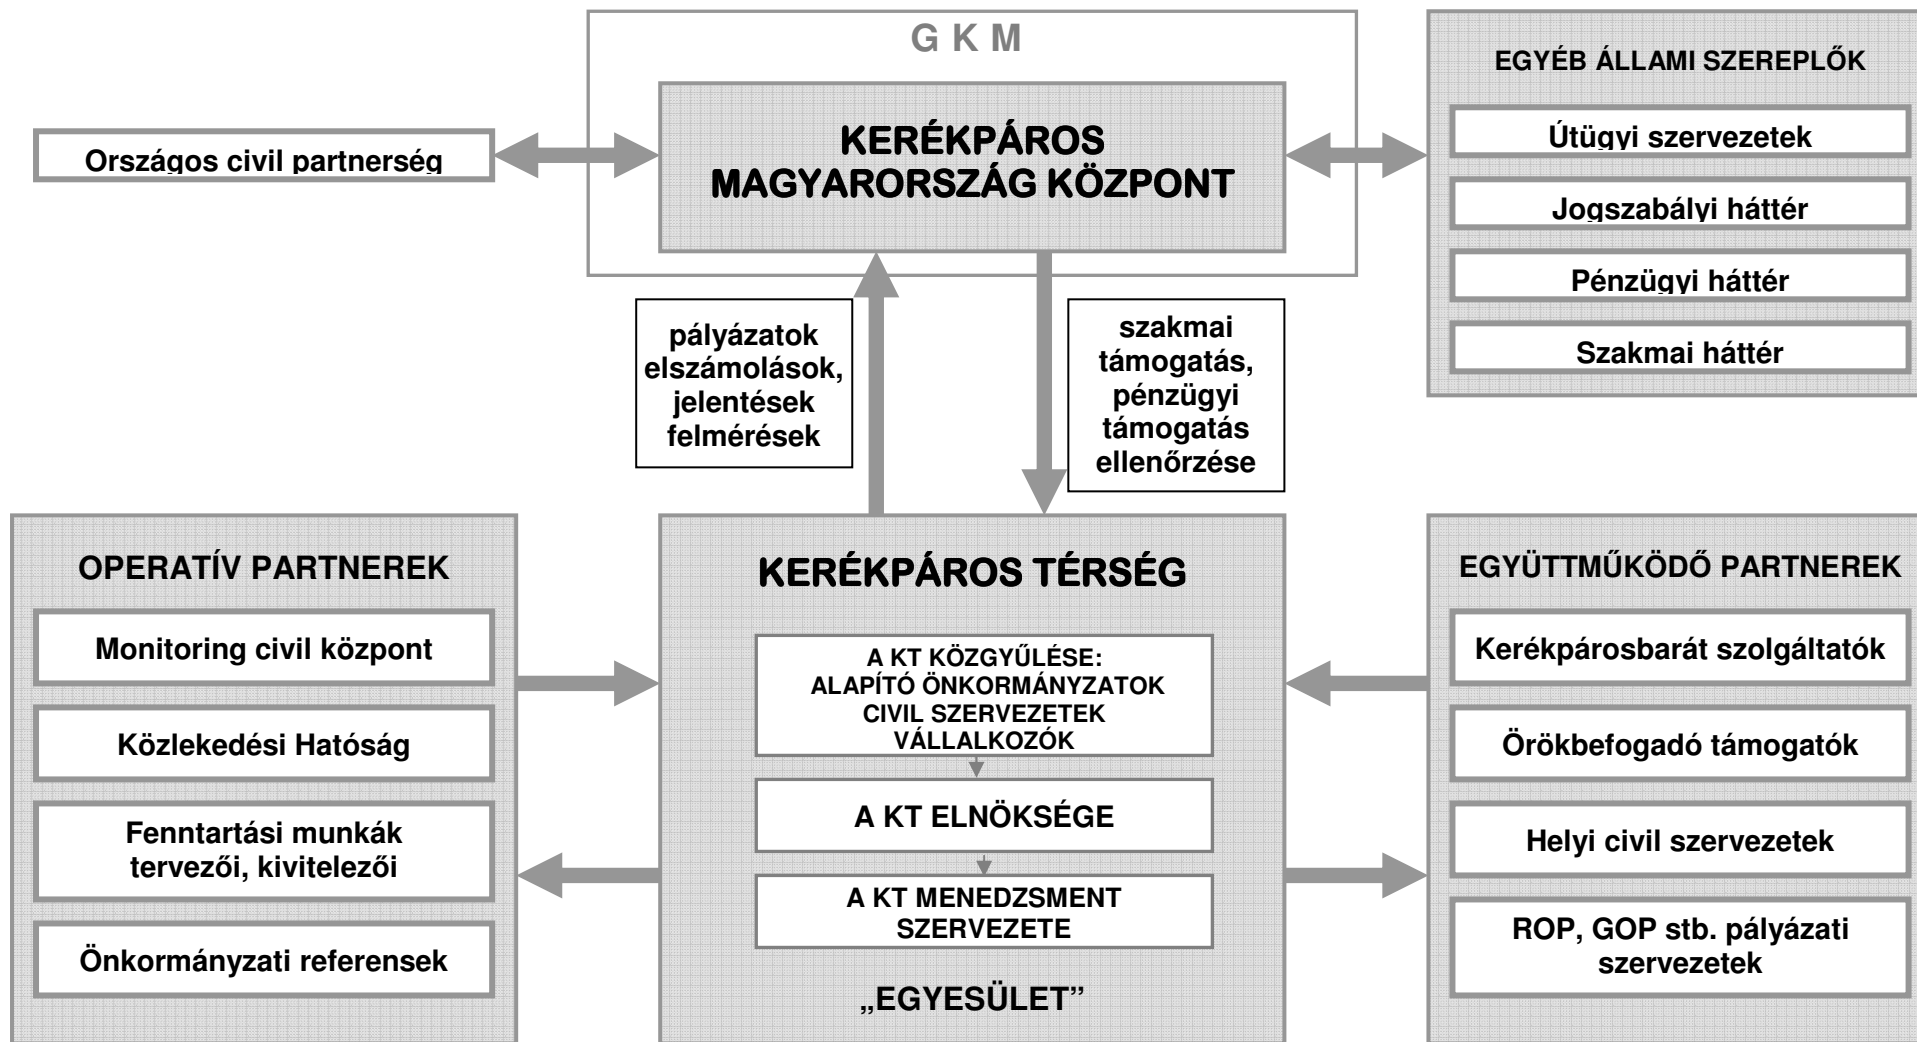 G K M
KERÉKPÁROS
MAGYARORSZÁG KÖZPONT
Országos civil partnerség
EGYÉB ÁLLAMI SZEREPLŐK
Útügyi szervezetek
Jogszabályi háttér
Pénzügyi háttér
Szakmai háttér
pályázatok
elszámolások,
jelentések
felmérések
szakmai
támogatás,
pénzügyi
támogatás
ellenőrzése
OPERATÍV PARTNEREK
Monitoring civil központ
Közlekedési Hatóság
Fenntartási munkák
tervezői, kivitelezői
Önkormányzati referensek
KERÉKPÁROS TÉRSÉG
A KT KÖZGYŰLÉSE:
ALAPÍTÓ ÖNKORMÁNYZATOK
CIVIL SZERVEZETEK
VÁLLALKOZÓK
A KT ELNÖKSÉGE
A KT MENEDZSMENT
SZERVEZETE
„EGYESÜLET”
EGYÜTTMŰKÖDŐ PARTNEREK
Kerékpárosbarát szolgáltatók
Örökbefogadó támogatók
Helyi civil szervezetek
ROP, GOP stb. pályázati
szervezetek